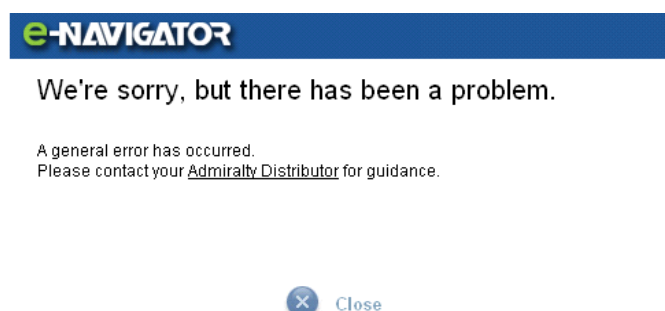 e-NAVIGATOR
We're sorry, but there has been a problem.
A general error has occurred.
Please contact your Admiralty Distributor for guidance.
Close